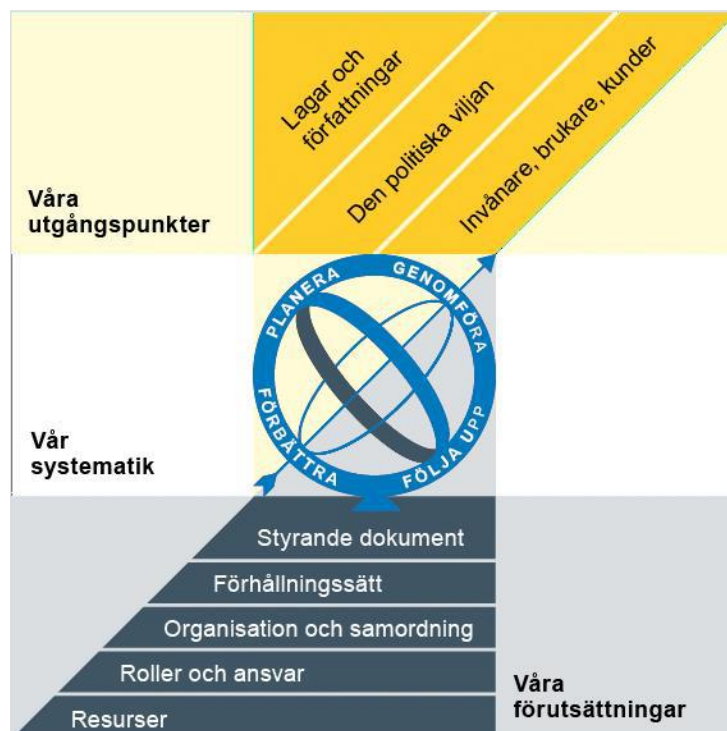 Lagar och
författningar
Den politiska viljan
Invånare, brukare, kunder
Våra
utgångspunkter
PLANERA
GENOMFÖRA
FÖRBÄTTRA
FÖLJA UPP
Vår
systematik
Styrande dokument
Förhållningssätt
Organisation och samordning
Roller och ansvar
Resurser
Våra
förutsättningar